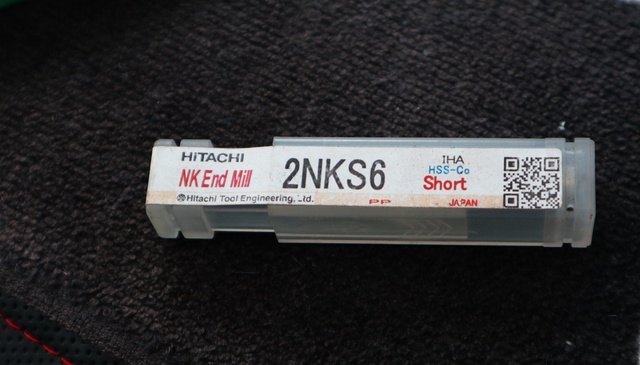 HITACHI
NK End Mill
Hitachi Tool Engineering, Ltd.
2NKS6
IHA
HSS-Co
Short
PP
JAPAN